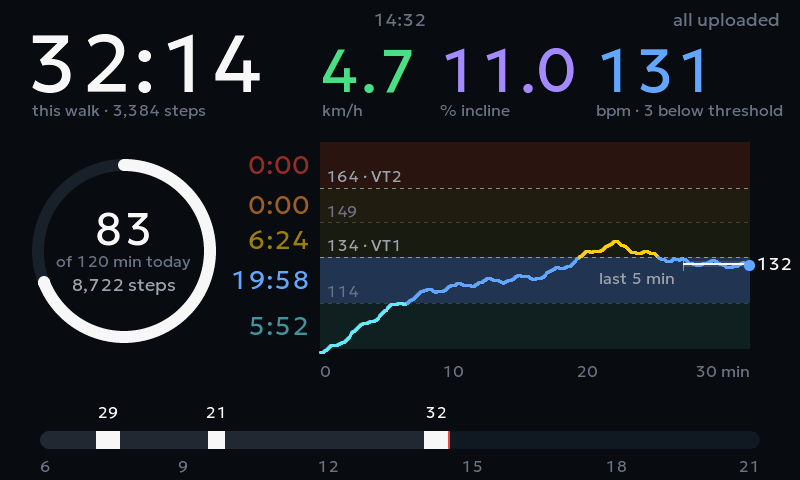 14:32
all uploaded
32:14
4.7
11.0
131
this walk · 3,384 steps
km/h
% incline
bpm · 3 below threshold
83
of 120 min today
8,722 steps
0:00
0:00
6:24
19:58
5:52
164 · VT2
149
134 · VT1
114
last 5 min
132
0
10
20
30 min
29
21
32
6
9
12
15
18
21